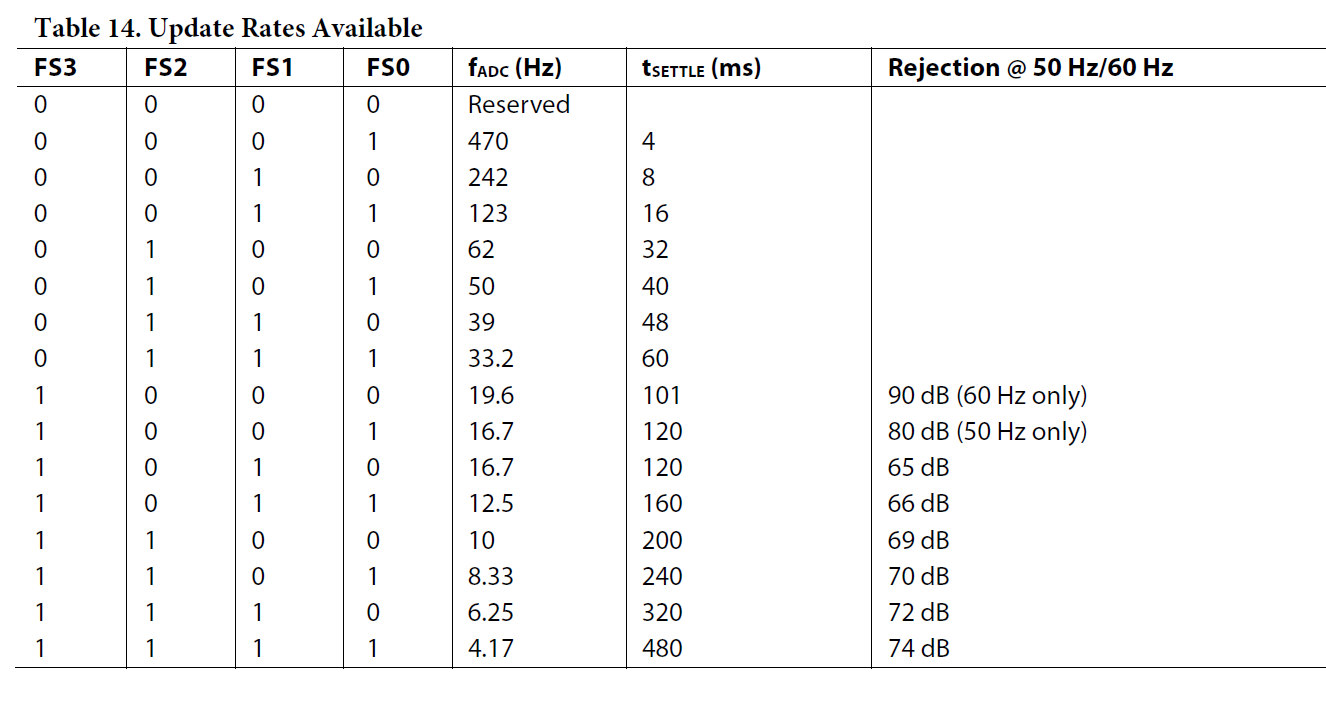 Table 14. Update Rates Available
FS3 FS2 FS1 FS0 fADC (Hz) tSETTLE (ms) Rejection @ 50 Hz/60 Hz
0 0 0 0 Reserved
0 0 0 1 470 4
0 0 1 0 242 8
0 0 1 1 123 16
0 1 0 0 62 32
0 1 0 1 50 40
0 1 1 0 39 48
0 1 1 1 33.2 60
1 0 0 0 19.6 101 90 dB (60 Hz only)
1 0 0 1 16.7 120 80 dB (50 Hz only)
1 0 1 0 16.7 120 65 dB
1 0 1 1 12.5 160 66 dB
1 1 0 0 10 200 69 dB
1 1 0 1 8.33 240 70 dB
1 1 1 0 6.25 320 72 dB
1 1 1 1 4.17 480 74 dB